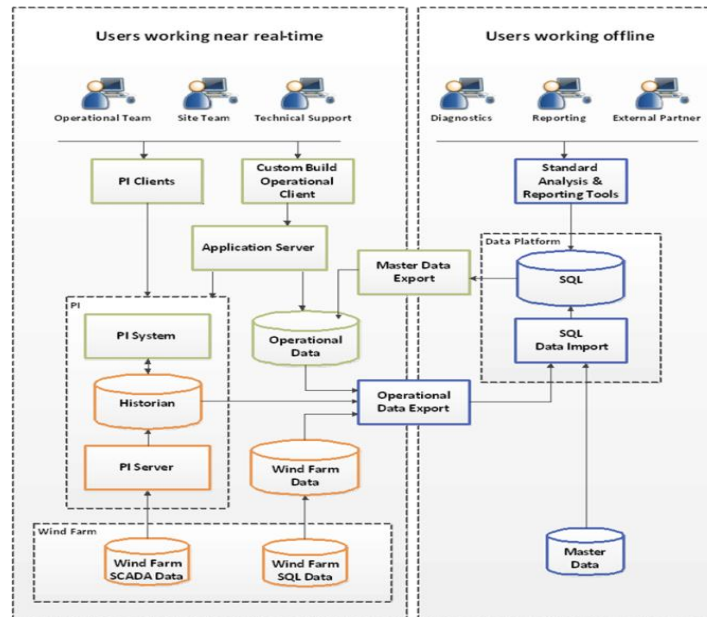 Users working near real-time
Users working offline
Operational Team
Site Team
Technical Support
Diagnostics
Reporting
External Partner
PI Clients
Custom Build
Operational
Client
Standard
Analysis &
Reporting Tools
Application Server
Data Platform
Master Data
Export
SQL
PI
PI System
Operational
Data
SQL
Data Import
Historian
Operational
Data Export
PI Server
Wind Farm
Data
Wind Farm
Wind Farm
SCADA Data
Wind Farm
SQL Data
Master
Data